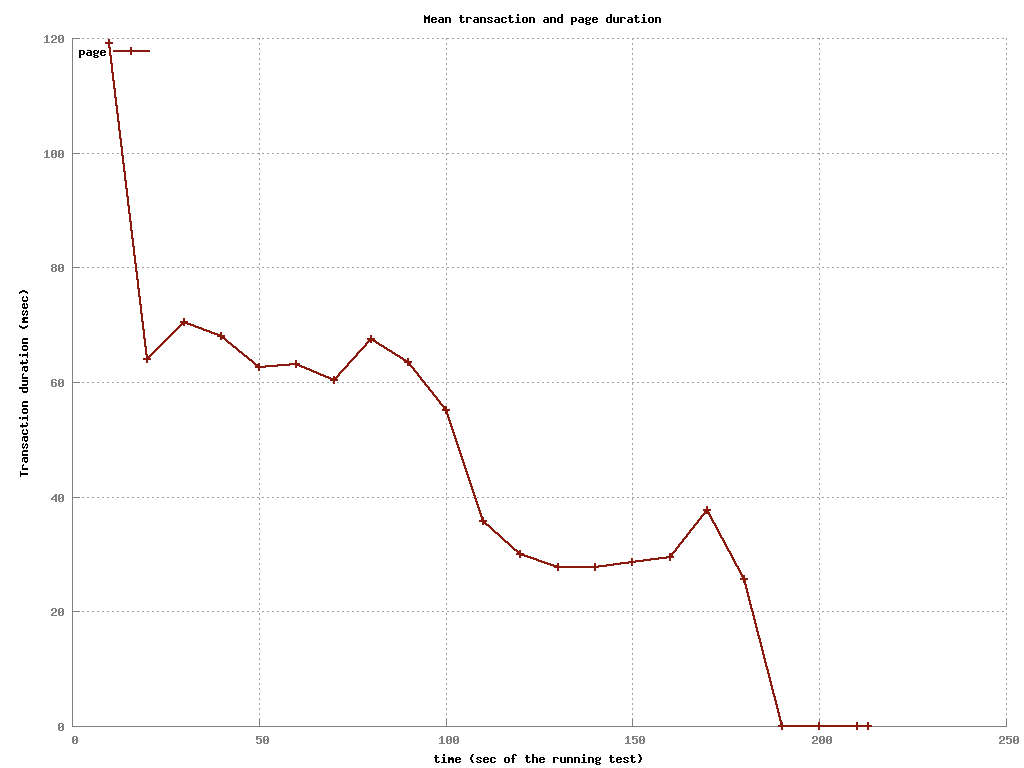 Mean transaction and page duration
120
page
100
80
60
40
20
0
Transaction duration (msec)
0 50 100 150 200 250
time (sec of the running test)